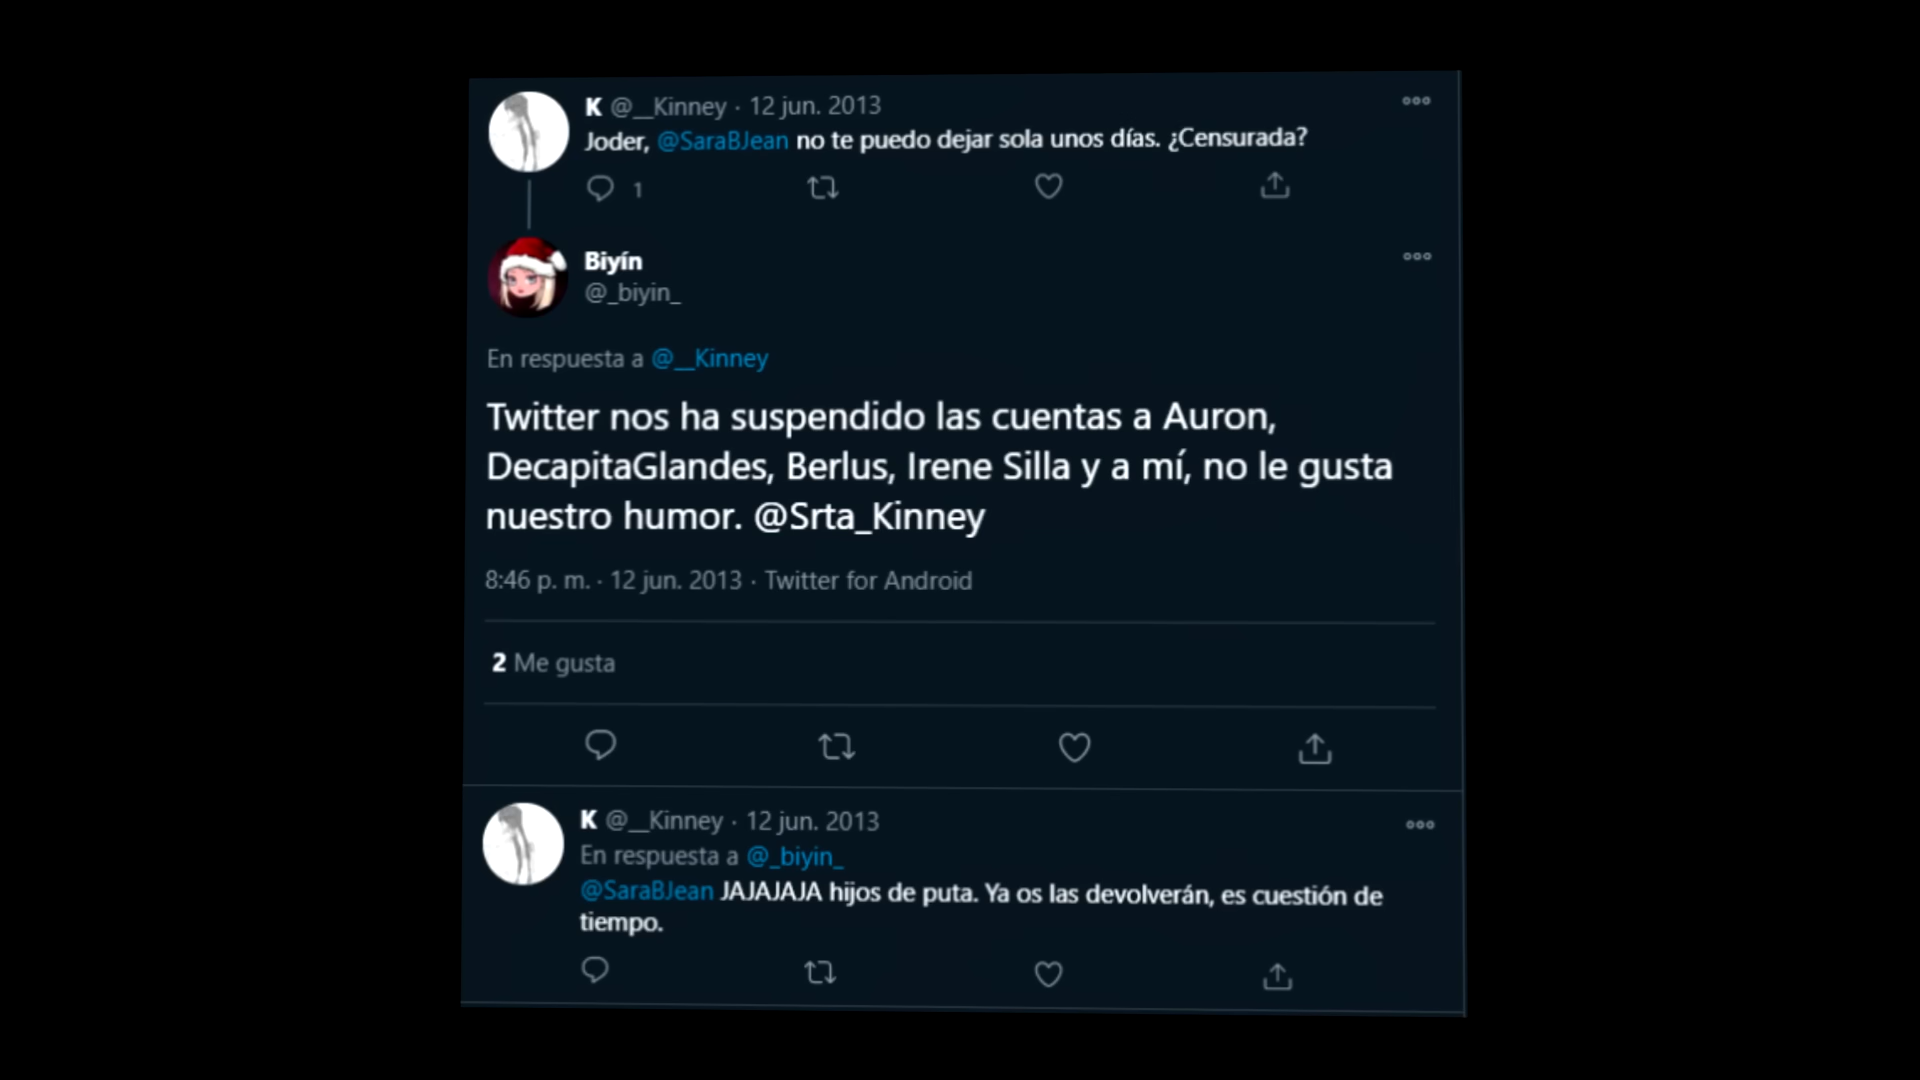 K @__Kinney · 12 jun. 2013
Joder, @SaraBJean no te puedo dejar sola unos días. ¿Censurada?
1
Biyín
@_biyin_
En respuesta a @__Kinney
Twitter nos ha suspendido las cuentas a Auron,
DecapitaGlandes, Berlus, Irene Silla y a mí, no le gusta
nuestro humor. @Srta_Kinney
8:46 p. m. · 12 jun. 2013 · Twitter for Android
2 Me gusta
K @__Kinney · 12 jun. 2013
En respuesta a @_biyin_
@SaraBJean JAJAJAJA hijos de puta. Ya os las devolverán, es cuestión de
tiempo.